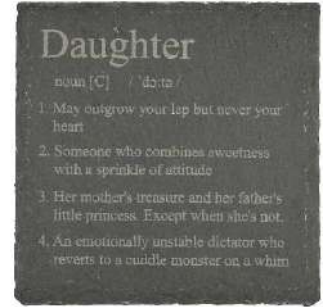 Daughter
noun [C] / ˈdɔːtə /
1. May outgrow your lap but never your
heart
2. Someone who combines sweetness
with a sprinkle of attitude
3. Her mother's treasure and her father's
little princess. Except when she's not.
4. An emotionally unstable dictator who
reverts to a cuddle monster on a whim